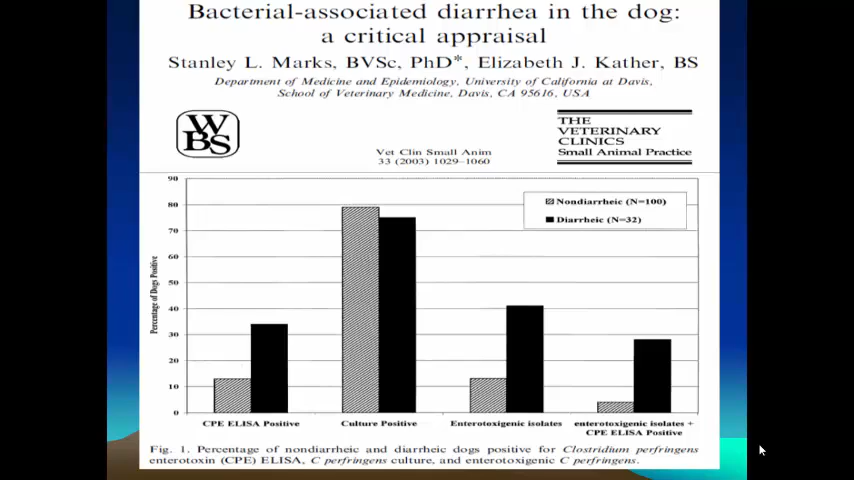 Bacterial-associated diarrhea in the dog:
a critical appraisal
Stanley L. Marks, BVSc, PhD*, Elizabeth J. Kather, BS
Department of Medicine and Epidemiology, University of California at Davis,
School of Veterinary Medicine, Davis, CA 95616, USA
WBS
Vet Clin Small Anim
33 (2003) 1029–1060
THE
VETERINARY
CLINICS
Small Animal Practice
90
80
70
60
50
40
30
20
10
0
Percentage of Dogs Positive
Nondiarrheic (N=100)
Diarrheic (N=32)
CPE ELISA Positive
Culture Positive
Enterotoxigenic isolates
enterotoxigenic isolates +
CPE ELISA Positive
Fig. 1. Percentage of nondiarrheic and diarrheic dogs positive for Clostridium perfringens
enterotoxin (CPE) ELISA, C perfringens culture, and enterotoxigenic C perfringens.